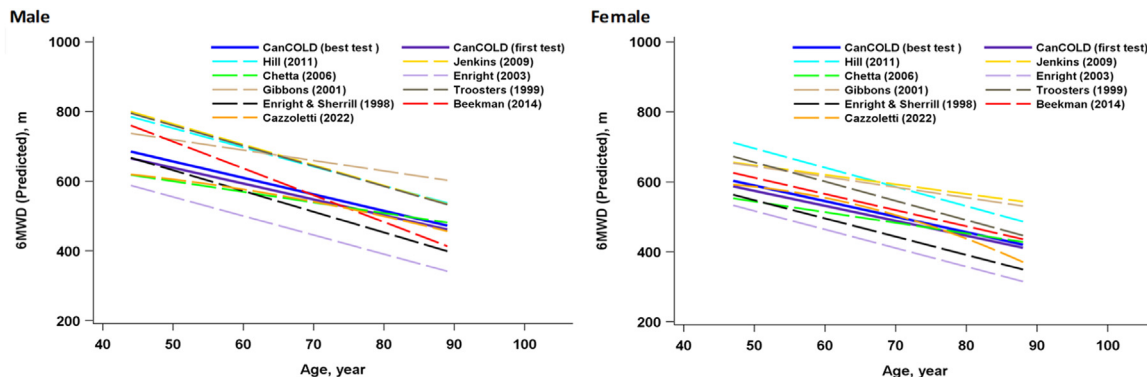 Male
1000
800
600
400
200
6MWD (Predicted), m
CanCOLD (best test )
CanCOLD (first test)
Hill (2011)
Jenkins (2009)
Chetta (2006)
Enright (2003)
Gibbons (2001)
Troosters (1999)
Enright & Sherrill (1998)
Beekman (2014)
Cazzoletti (2022)
40 50 60 70 80 90 100
Age, year
Female
1000
800
600
400
200
6MWD (Predicted), m
CanCOLD (best test )
CanCOLD (first test)
Hill (2011)
Jenkins (2009)
Chetta (2006)
Enright (2003)
Gibbons (2001)
Troosters (1999)
Enright & Sherrill (1998)
Beekman (2014)
Cazzoletti (2022)
40 50 60 70 80 90 100
Age, year